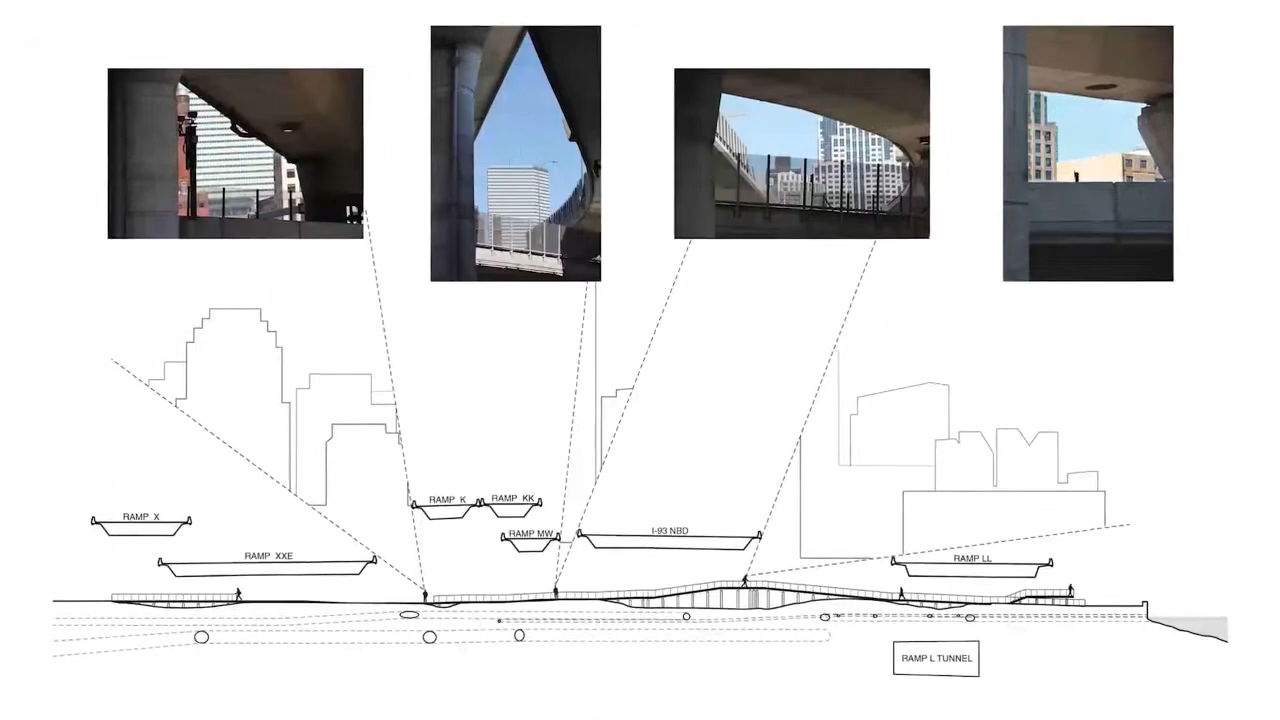 RAMP K
RAMP KK
RAMP X
RAMP MW
I-93 NBD
RAMP XXE
RAMP LL
RAMP L TUNNEL